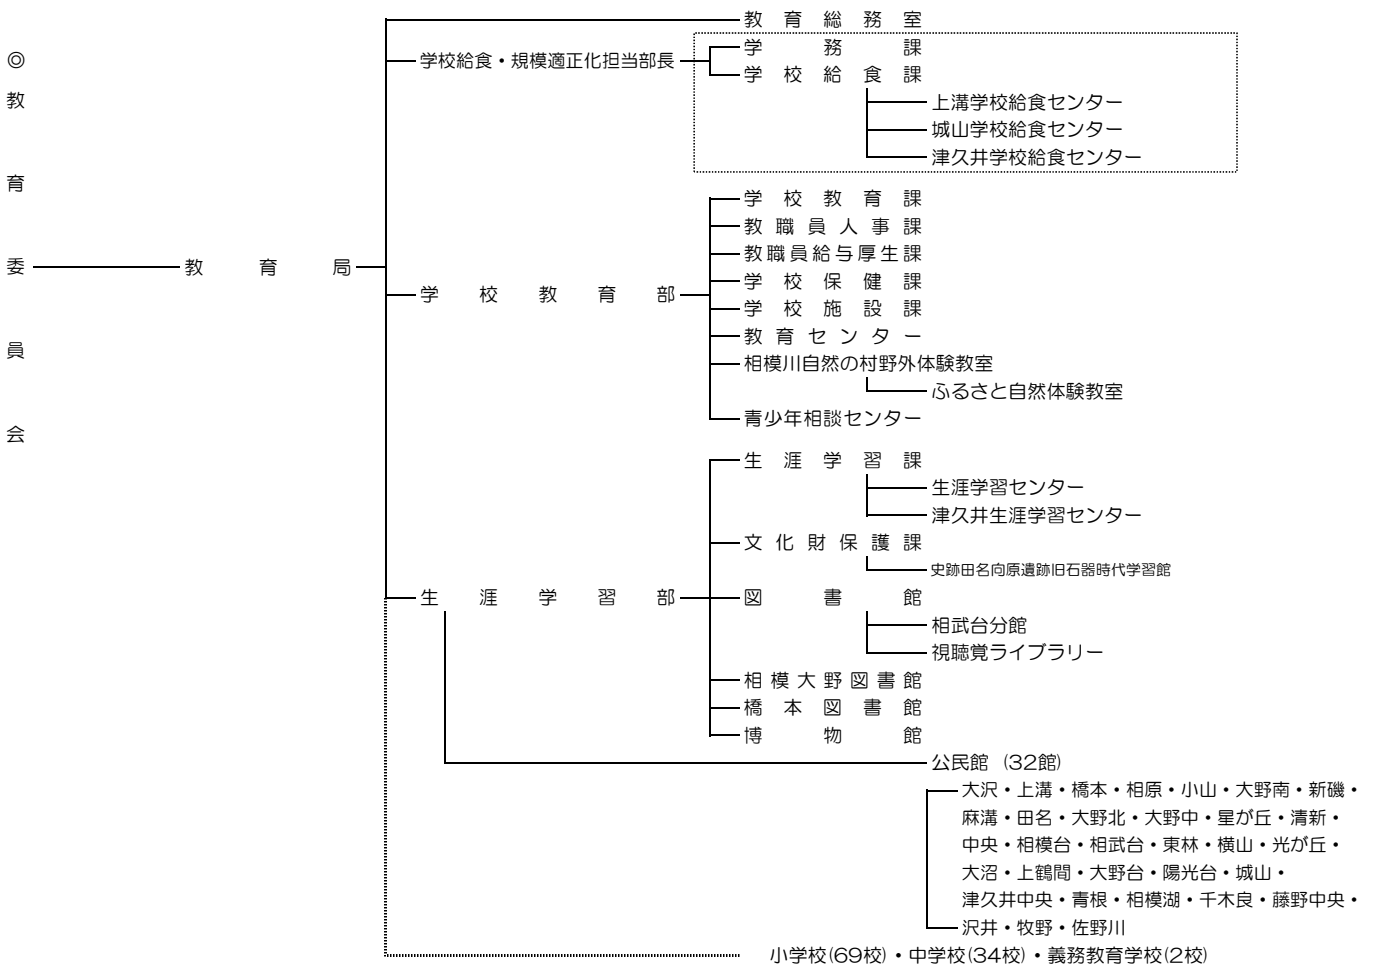 ◎教育委員会
教育局
教育総務室
学校給食・規模適正化担当部長
学務課
学校給食課
上溝学校給食センター
城山学校給食センター
津久井学校給食センター
学校教育部
学校教育課
教職員人事課
教職員給与厚生課
学校保健課
学校施設課
教育センター
相模川自然の村野外体験教室
ふるさと自然体験教室
青少年相談センター
生涯学習部
生涯学習課
生涯学習センター
津久井生涯学習センター
文化財保護課
史跡田名向原遺跡旧石器時代学習館
図書館
相武台分館
視聴覚ライブラリー
相模大野図書館
橋本図書館
博物館
公民館 (32館)
大沢・上溝・橋本・相原・小山・大野南・新磯・
麻溝・田名・大野北・大野中・星が丘・清新・
中央・相模台・相武台・東林・横山・光が丘・
大沼・上鶴間・大野台・陽光台・城山・
津久井中央・青根・相模湖・千木良・藤野中央・
沢井・牧野・佐野川
小学校(69校)・中学校(34校)・義務教育学校(2校)